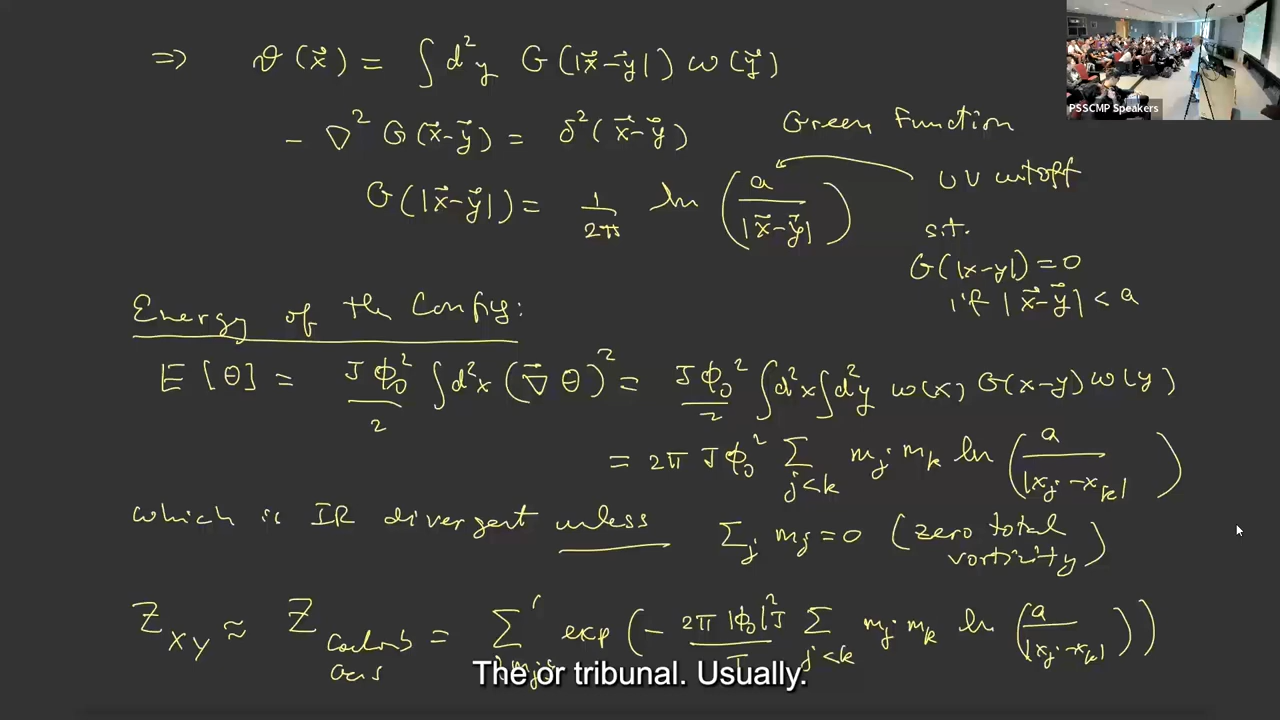 ⇒ ϑ(x⃗) = ∫ d²y G(|x⃗-y⃗|) ω(y⃗)
PSSCMP Speakers
- ∇² G(x⃗-y⃗) = δ²(x⃗-y⃗) Green Function
G(|x⃗-y⃗|) = 1/2π ln (a/|x⃗-y⃗|) UV cutoff
s.t.
G(|x-y|) = 0
if |x⃗-y⃗| < a
Energy of the Config:
E[θ] = Jϕ₀²/2 ∫d²x (∇⃗θ)² = Jϕ₀²/2 ∫d²x∫d²y ω(x) G(x-y) ω(y)
= 2π Jϕ₀² Σ_{j<k} m_j m_k ln (a/|x_j-x_k|)
which is IR divergent unless Σ_j m_j = 0 (zero total vorticity)
Z_XY ≈ Z_{Coulomb gas} = Σ' exp(- 2π|ϕ₀|²J/T Σ_{j<k} m_j m_k ln (a/|x_j-x_k|))
The or tribunal. Usually.